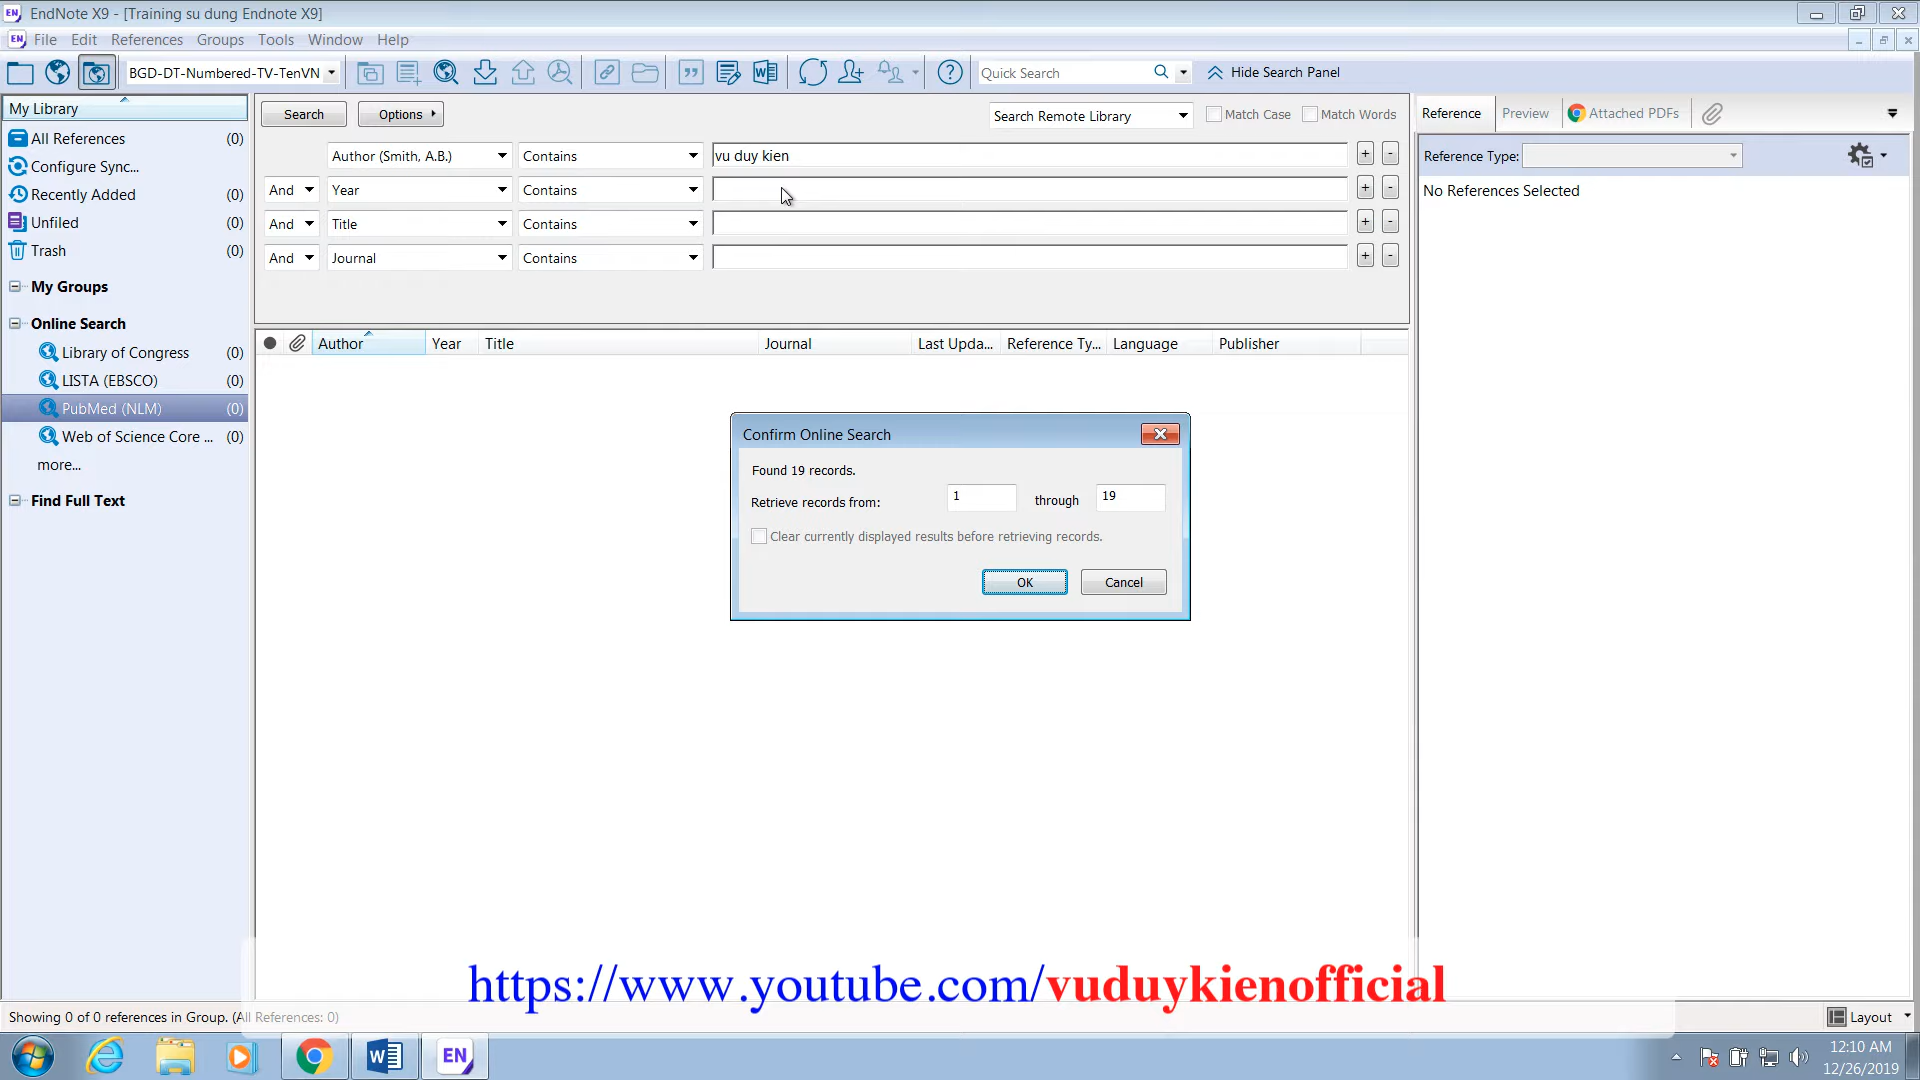 EndNote X9 - [Training su dung Endnote X9]
File Edit References Groups Tools Window Help
BGD-DT-Numbered-TV-TenVN
Quick Search
Hide Search Panel
My Library
All References (0)
Configure Sync...
Recently Added (0)
Unfiled (0)
Trash (0)
My Groups
Online Search
Library of Congress (0)
LISTA (EBSCO) (0)
PubMed (NLM) (0)
Web of Science Core ... (0)
more...
Find Full Text
Search Options
Search Remote Library Match Case Match Words
Author (Smith, A.B.) Contains vu duy kien + -
And Year Contains + -
And Title Contains + -
And Journal Contains + -
Author Year Title Journal Last Upda... Reference Ty... Language Publisher
Confirm Online Search
Found 19 records.
Retrieve records from: 1 through 19
Clear currently displayed results before retrieving records.
OK Cancel
Reference Preview Attached PDFs
Reference Type:
No References Selected
https://www.youtube.com/vuduykienofficial
Showing 0 of 0 references in Group. (All References: 0)
Layout
EN
12:10 AM
12/26/2019